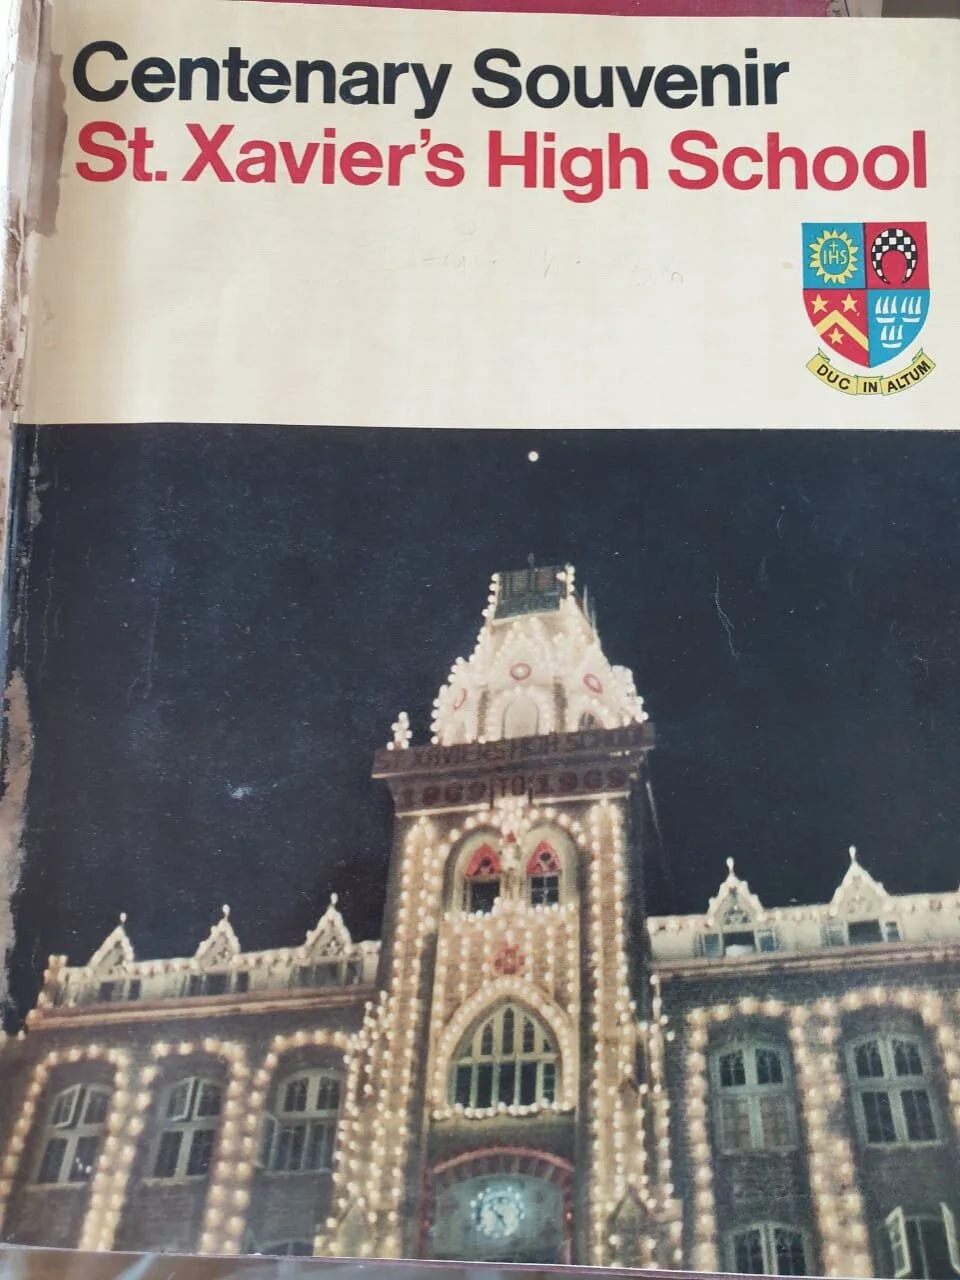 Centenary Souvenir
St. Xavier's High School
IHS
DUC IN ALTUM
ST. XAVIER'S HIGH SCHOOL
1869 TO 1969